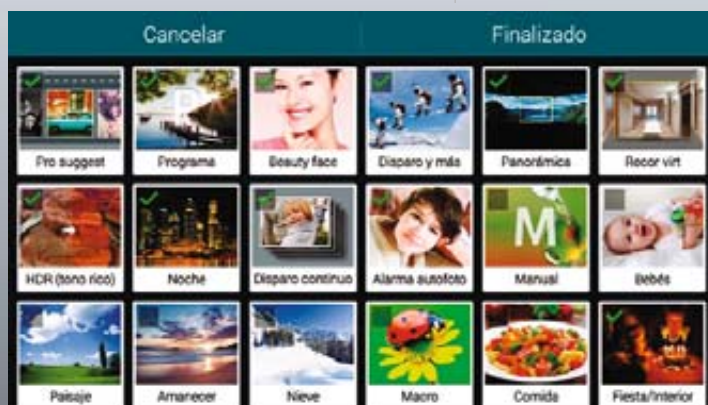 Cancelar Finalizado
Pro suggest Programa Beauty face Disparo y más Panorámica Recor virt
P
HDR (tono rico) Noche Disparo continuo Alarma autofoto Manual Bebés
M
Paisaje Amanecer Nieve Macro Comida Fiesta/Interior